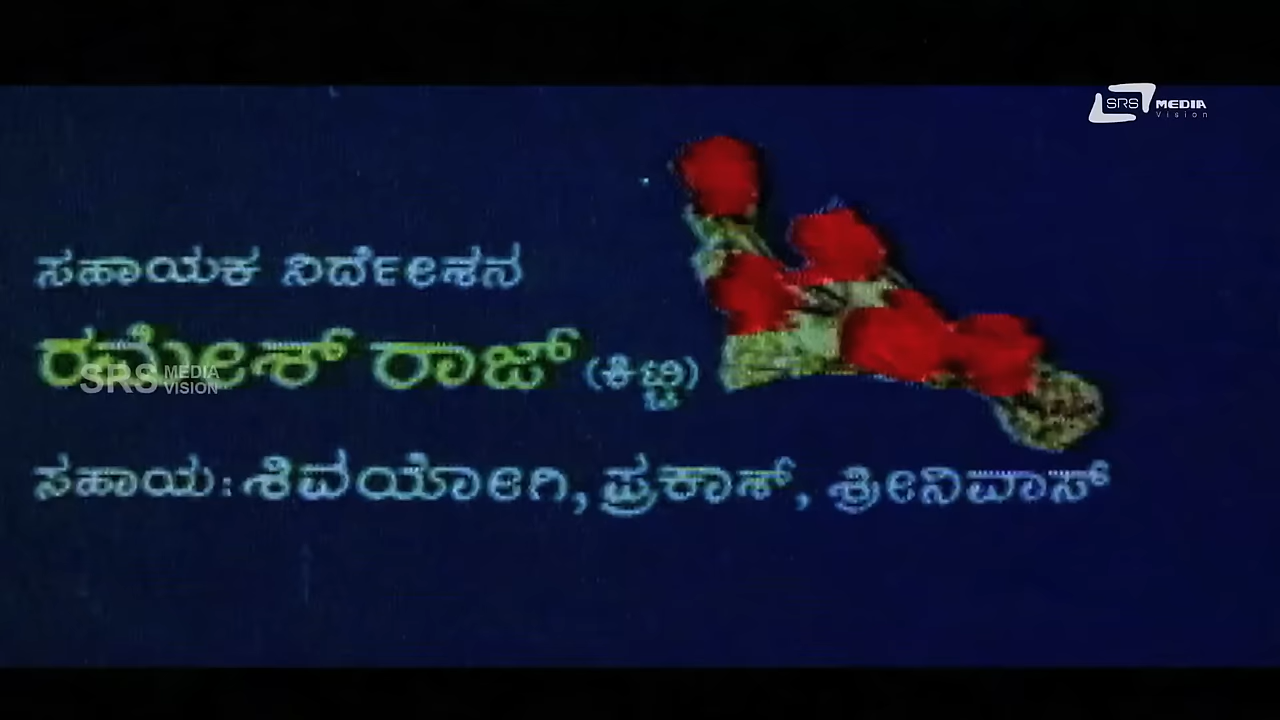 SRS MEDIA
Vision
ಸಹಾಯಕ ನಿರ್ದೇಶನ
ರಮೇಶ್ ರಾಜ್ (ಕಿಟ್ಟಿ)
SRS MEDIA
VISION
ಸಹಾಯ: ಶಿವಯೋಗಿ, ಪ್ರಕಾಶ್, ಶ್ರೀನಿವಾಸ್